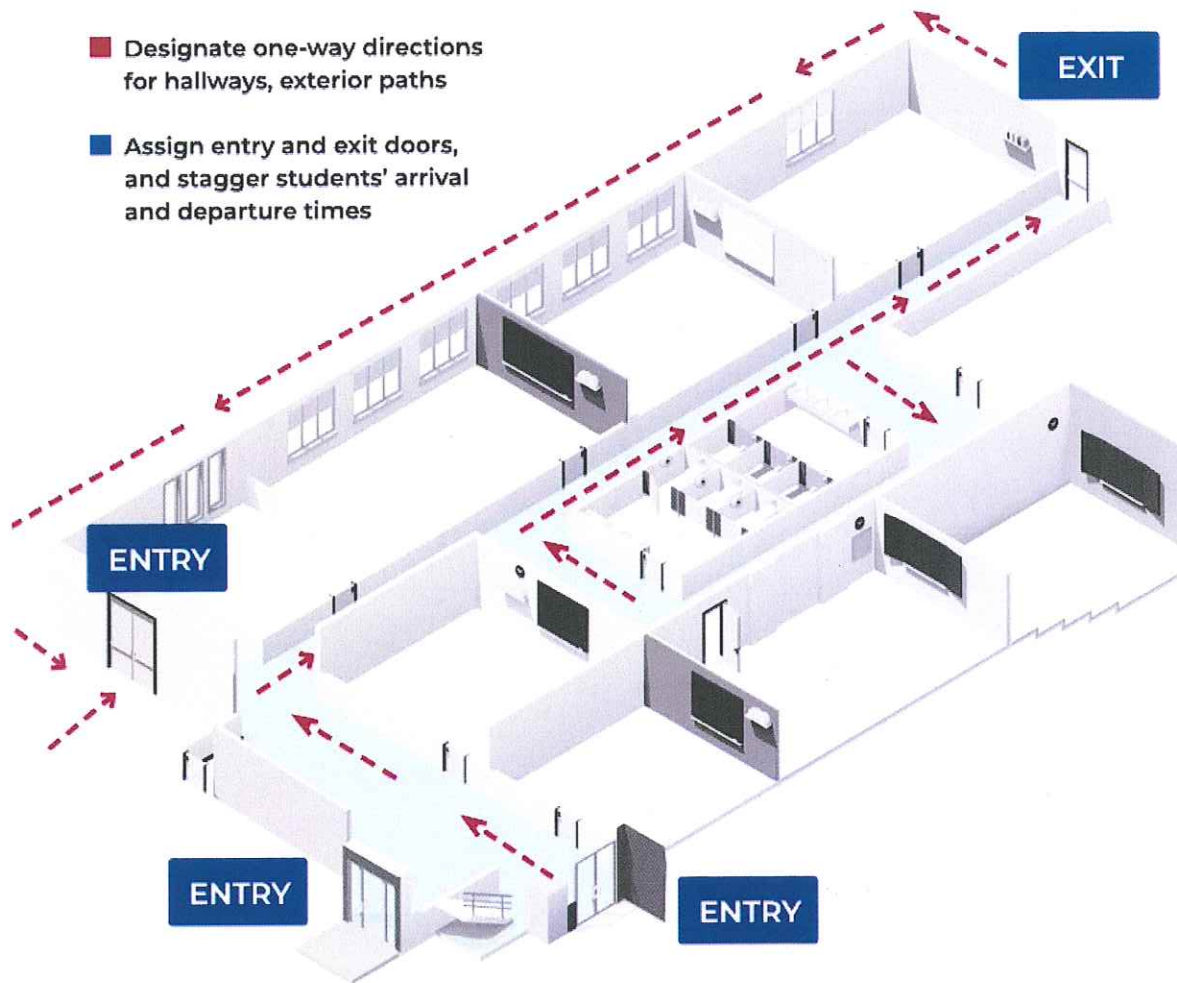 Designate one-way directions
for hallways, exterior paths
EXIT
Assign entry and exit doors,
and stagger students' arrival
and departure times
ENTRY
ENTRY
ENTRY